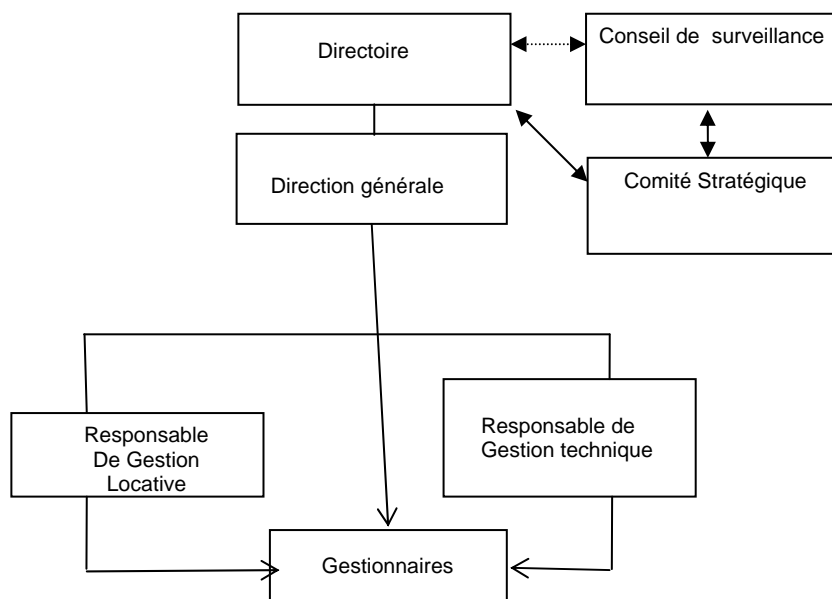 Directoire
Conseil de surveillance
Direction générale
Comité Stratégique
Responsable
De Gestion
Locative
Responsable de
Gestion technique
Gestionnaires